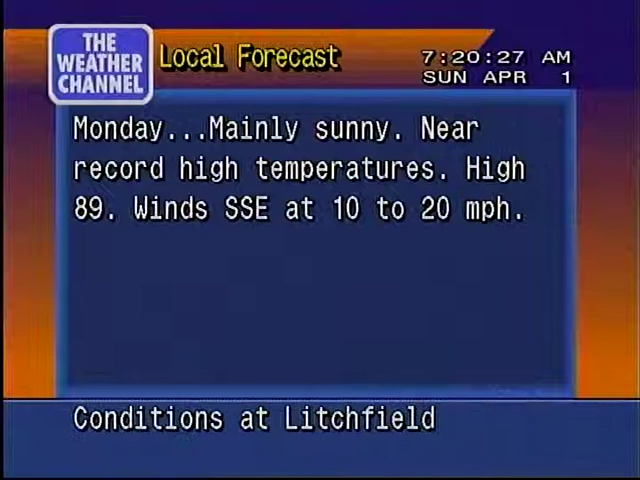 THE
WEATHER
CHANNEL
Local Forecast
7:20:27 AM
SUN APR 1
Monday...Mainly sunny. Near
record high temperatures. High
89. Winds SSE at 10 to 20 mph.
Conditions at Litchfield